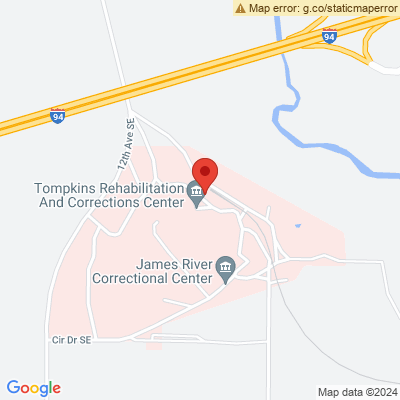 Map error: g.co/staticmaperror
94
94
12th Ave SE
Tompkins Rehabilitation
And Corrections Center
James River
Correctional Center
Cir Dr SE
Google
Map data ©2024